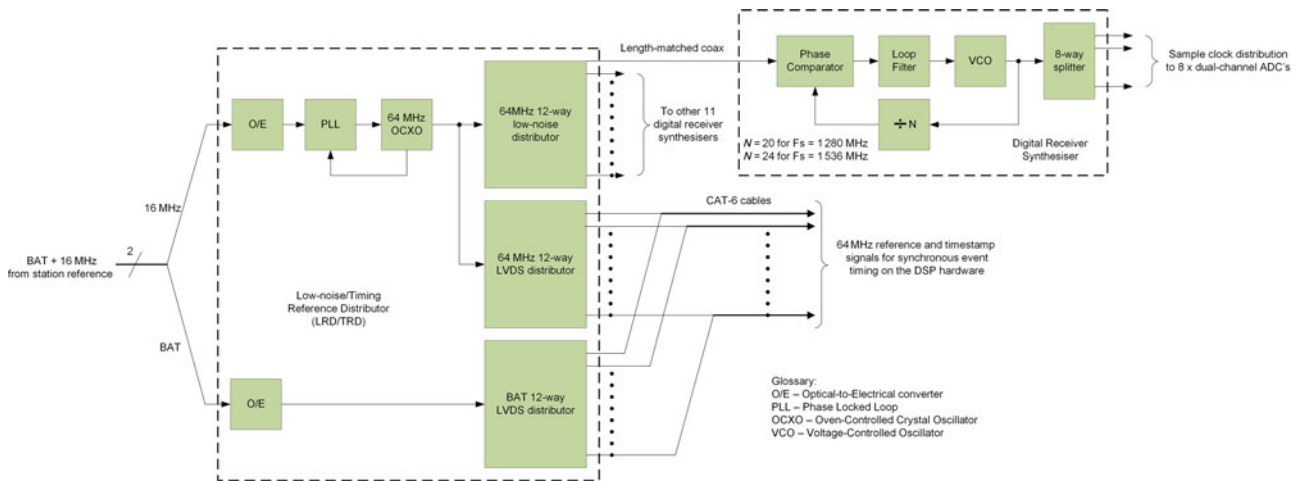 Length-matched coax
Phase
Comparator
Loop
Filter
VCO
8-way
splitter
Sample clock distribution
to 8 x dual-channel ADC's
÷N
N = 20 for Fs = 1 280 MHz
N = 24 for Fs = 1 536 MHz
Digital Receiver
Synthesiser
O/E
PLL
64 MHz
OCXO
64MHz 12-way
low-noise
distributor
To other 11
digital receiver
synthesisers
16 MHz
CAT-6 cables
BAT + 16 MHz
from station reference
2
64 MHz 12-way
LVDS distributor
64 MHz reference and timestamp
signals for synchronous event
timing on the DSP hardware
Low-noise/Timing
Reference Distributor
(LRD/TRD)
BAT
O/E
BAT 12-way
LVDS distributor
Glossary:
O/E – Optical-to-Electrical converter
PLL – Phase Locked Loop
OCXO – Oven-Controlled Crystal Oscillator
VCO – Voltage-Controlled Oscillator